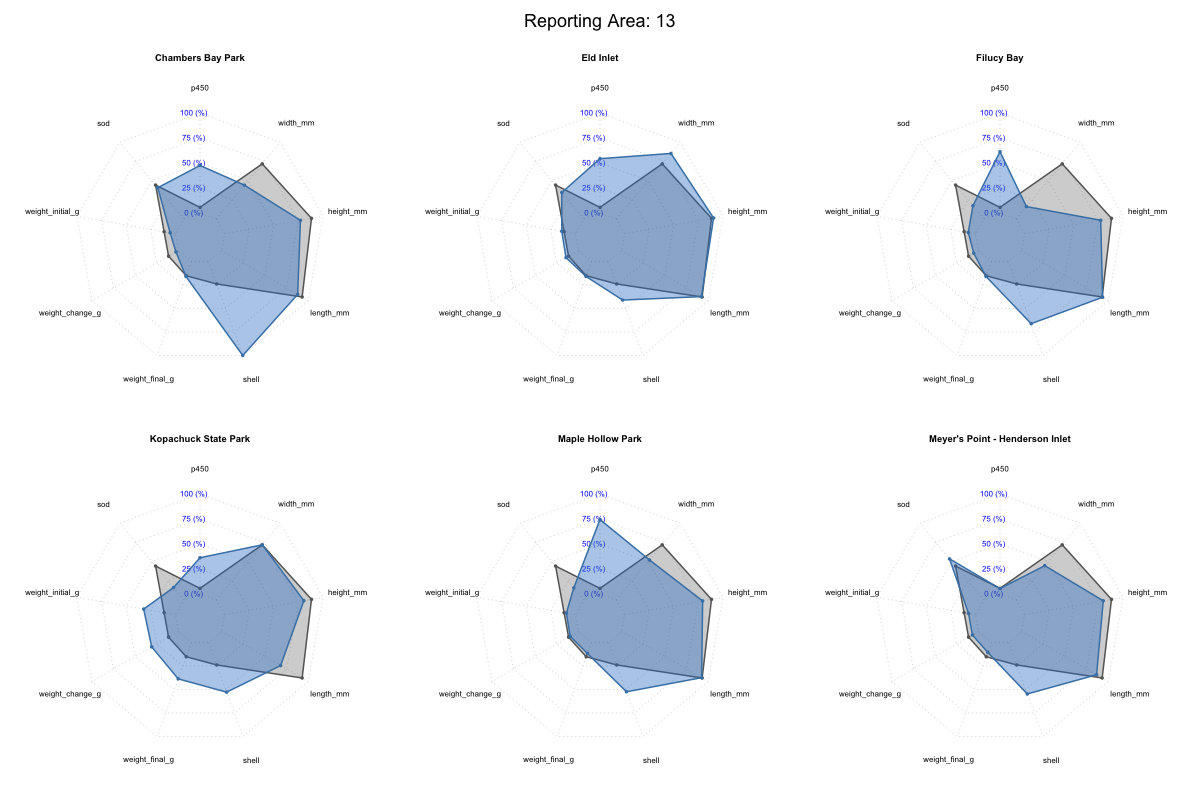 Reporting Area: 13
Chambers Bay Park
p450
100 (%)
sod
width_mm
75 (%)
50 (%)
25 (%)
weight_initial_g
0 (%)
height_mm
weight_change_g
length_mm
weight_final_g
shell
Eld Inlet
p450
100 (%)
sod
width_mm
75 (%)
50 (%)
25 (%)
weight_initial_g
0 (%)
height_mm
weight_change_g
length_mm
weight_final_g
shell
Filucy Bay
p450
100 (%)
sod
width_mm
75 (%)
50 (%)
25 (%)
weight_initial_g
0 (%)
height_mm
weight_change_g
length_mm
weight_final_g
shell
Kopachuck State Park
p450
100 (%)
sod
width_mm
75 (%)
50 (%)
25 (%)
weight_initial_g
0 (%)
height_mm
weight_change_g
length_mm
weight_final_g
shell
Maple Hollow Park
p450
100 (%)
sod
width_mm
75 (%)
50 (%)
25 (%)
weight_initial_g
0 (%)
height_mm
weight_change_g
length_mm
weight_final_g
shell
Meyer's Point - Henderson Inlet
p450
100 (%)
sod
width_mm
75 (%)
50 (%)
25 (%)
weight_initial_g
0 (%)
height_mm
weight_change_g
length_mm
weight_final_g
shell